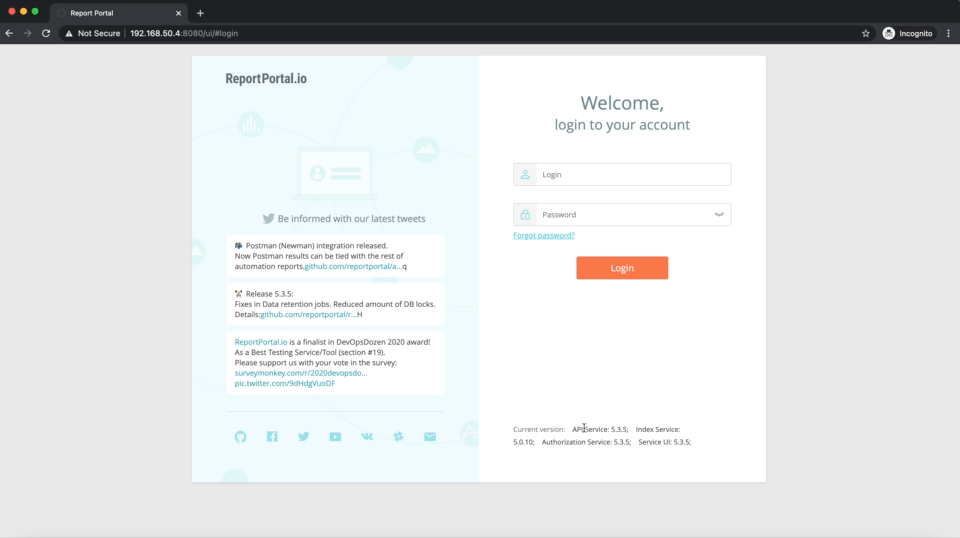 Report Portal
Not Secure
192.168.50.4:8080/ui/#login
Incognito
ReportPortal.io
Be informed with our latest tweets
Postman (Newman) integration released.
Now Postman results can be tied with the rest of
automation reports.github.com/reportportal/a...q
Release 5.3.5:
Fixes in Data retention jobs. Reduced amount of DB locks.
Details:github.com/reportportal/r...H
ReportPortal.io is a finalist in DevOpsDozen 2020 award!
As a Best Testing Service/Tool (section #19).
Please support us with your vote in the survey:
surveymonkey.com/r/2020devopsdo...
pic.twitter.com/9dHdgVuoDF
Welcome,
login to your account
Login
Password
Forgot password?
Login
Current version: API Service: 5.3.5; Index Service:
5.0.10; Authorization Service: 5.3.5; Service UI: 5.3.5;